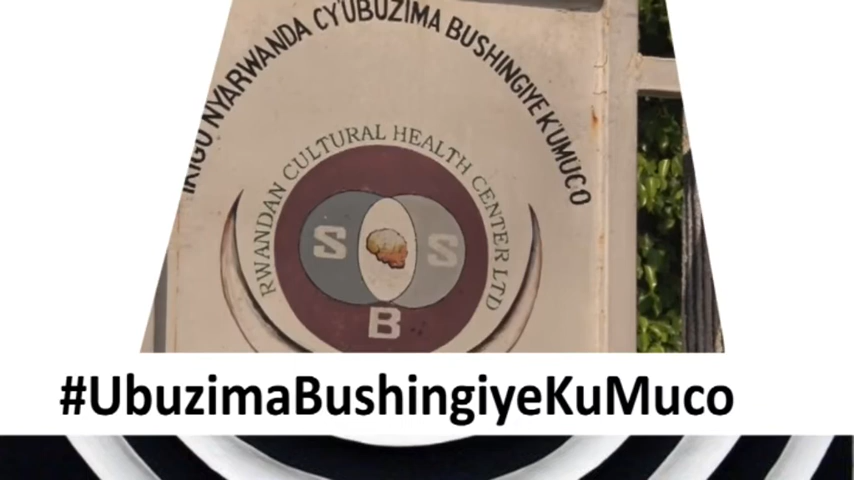 IKIGO NYARWANDA CY'UBUZIMA BUSHINGIYE K'UMUCO
RWANDAN CULTURAL HEALTH CENTER LTD
S S
B
#UbuzimaBushingiyeKuMuco